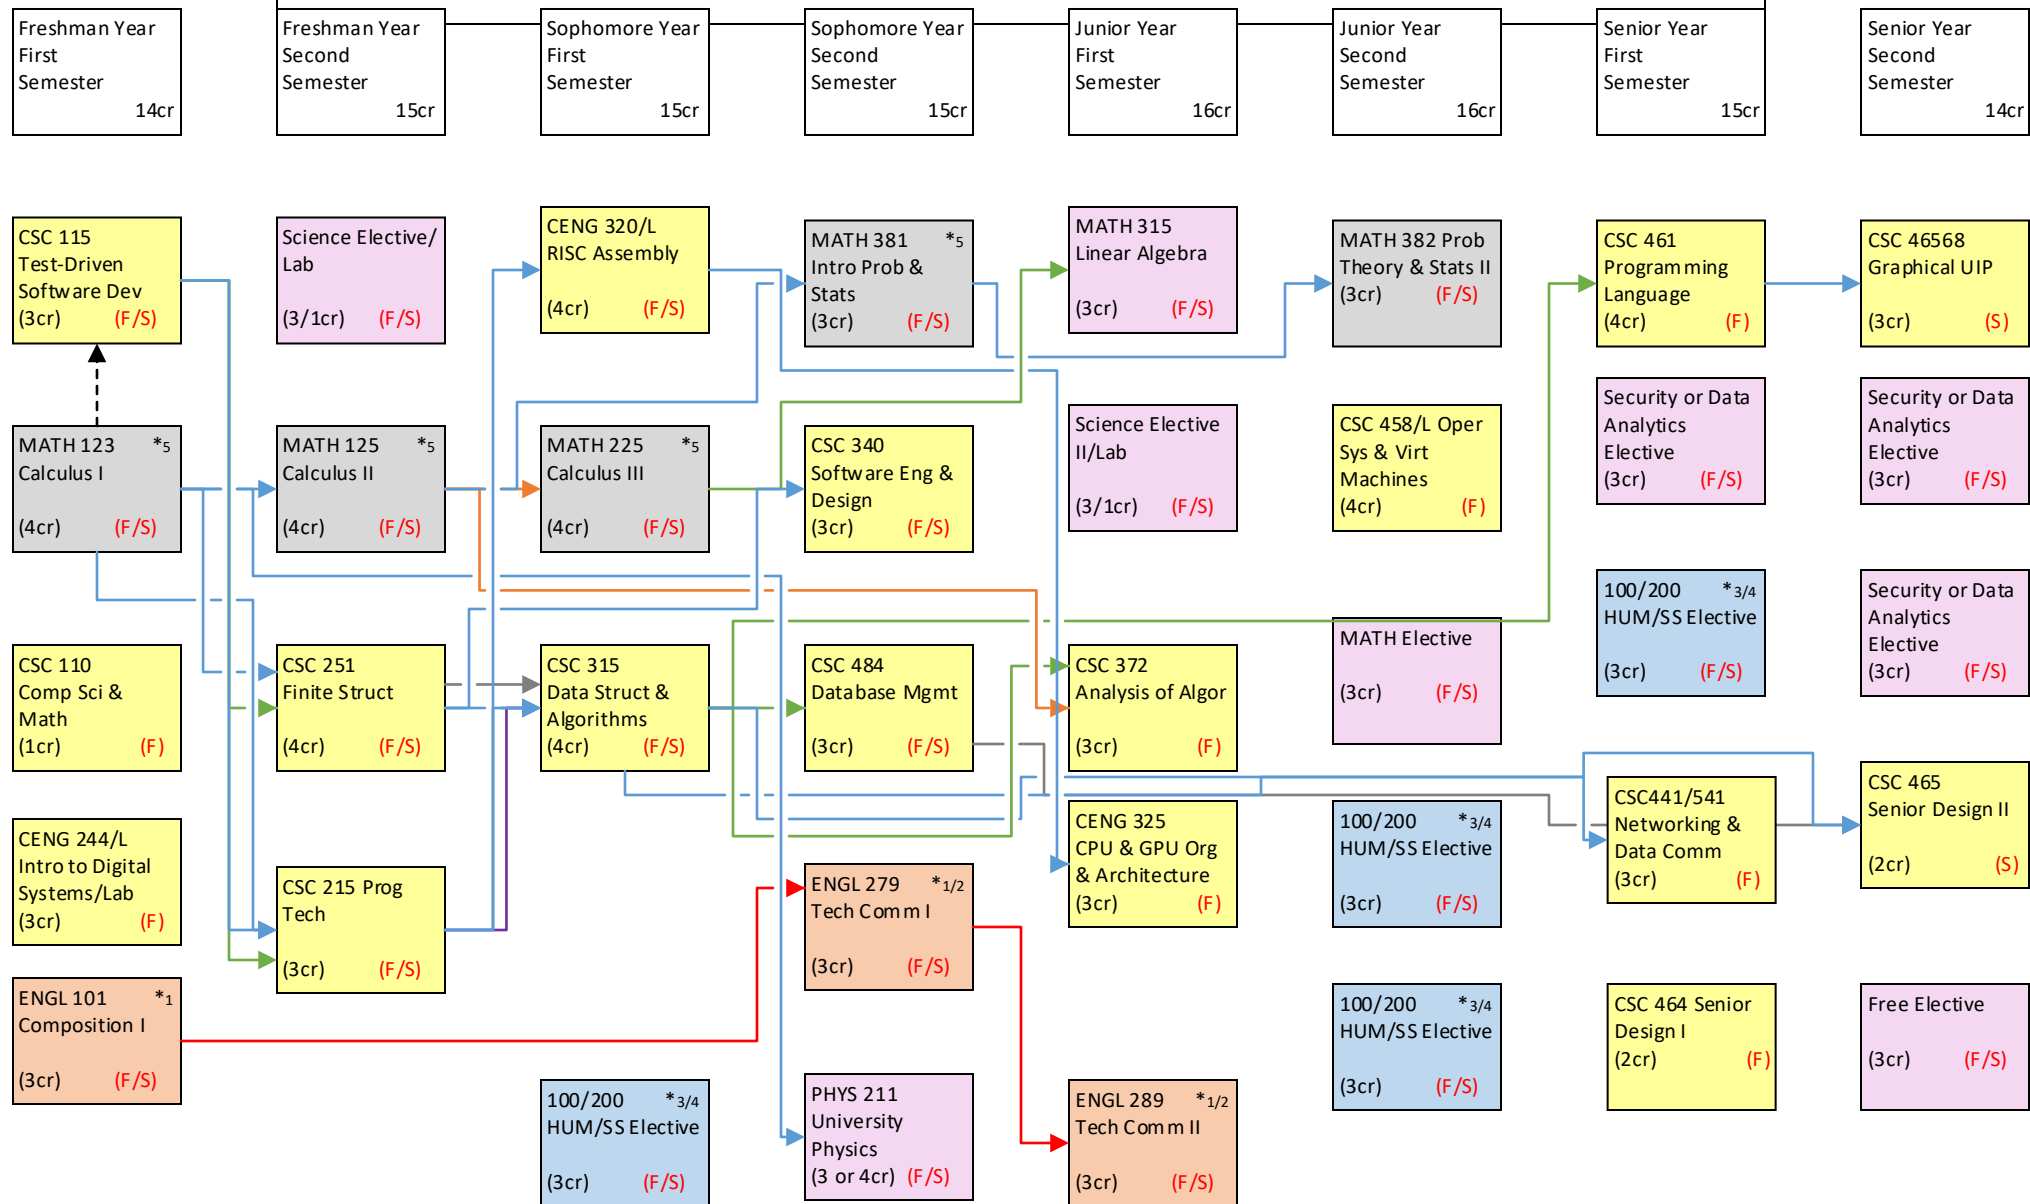 Freshman Year
First
Semester
14cr
Freshman Year
Second
Semester
15cr
Sophomore Year
First
Semester
15cr
Sophomore Year
Second
Semester
15cr
Junior Year
First
Semester
16cr
Junior Year
Second
Semester
16cr
Senior Year
First
Semester
15cr
Senior Year
Second
Semester
14cr
CSC 115
Test-Driven
Software Dev
(3cr) (F/S)
Science Elective/
Lab
(3/1cr) (F/S)
CENG 320/L
RISC Assembly
(4cr) (F/S)
MATH 381 *5
Intro Prob &
Stats
(3cr) (F/S)
MATH 315
Linear Algebra
(3cr) (F/S)
MATH 382 Prob
Theory & Stats II
(3cr) (F/S)
CSC 461
Programming
Language
(4cr) (F)
CSC 46568
Graphical UIP
(3cr) (S)
MATH 123 *5
Calculus I
(4cr) (F/S)
MATH 125 *5
Calculus II
(4cr) (F/S)
MATH 225 *5
Calculus III
(4cr) (F/S)
CSC 340
Software Eng &
Design
(3cr) (F/S)
Science Elective
II/Lab
(3/1cr) (F/S)
CSC 458/L Oper
Sys & Virt
Machines
(4cr) (F)
Security or Data
Analytics
Elective
(3cr) (F/S)
Security or Data
Analytics
Elective
(3cr) (F/S)
CSC 110
Comp Sci &
Math
(1cr) (F)
CSC 251
Finite Struct
(4cr) (F/S)
CSC 315
Data Struct &
Algorithms
(4cr) (F/S)
CSC 484
Database Mgmt
(3cr) (F/S)
CSC 372
Analysis of Algor
(3cr) (F)
MATH Elective
(3cr) (F/S)
100/200 *3/4
HUM/SS Elective
(3cr) (F/S)
Security or Data
Analytics
Elective
(3cr) (F/S)
CENG 244/L
Intro to Digital
Systems/Lab
(3cr) (F)
CSC 215 Prog
Tech
(3cr) (F/S)
ENGL 279 *1/2
Tech Comm I
(3cr) (F/S)
CENG 325
CPU & GPU Org
& Architecture
(3cr) (F)
100/200 *3/4
HUM/SS Elective
(3cr) (F/S)
CSC441/541
Networking &
Data Comm
(3cr) (F)
CSC 465
Senior Design II
(2cr) (S)
ENGL 101 *1
Composition I
(3cr) (F/S)
100/200 *3/4
HUM/SS Elective
(3cr) (F/S)
PHYS 211
University
Physics
(3 or 4cr) (F/S)
ENGL 289 *1/2
Tech Comm II
(3cr) (F/S)
100/200 *3/4
HUM/SS Elective
(3cr) (F/S)
CSC 464 Senior
Design I
(2cr) (F)
Free Elective
(3cr) (F/S)